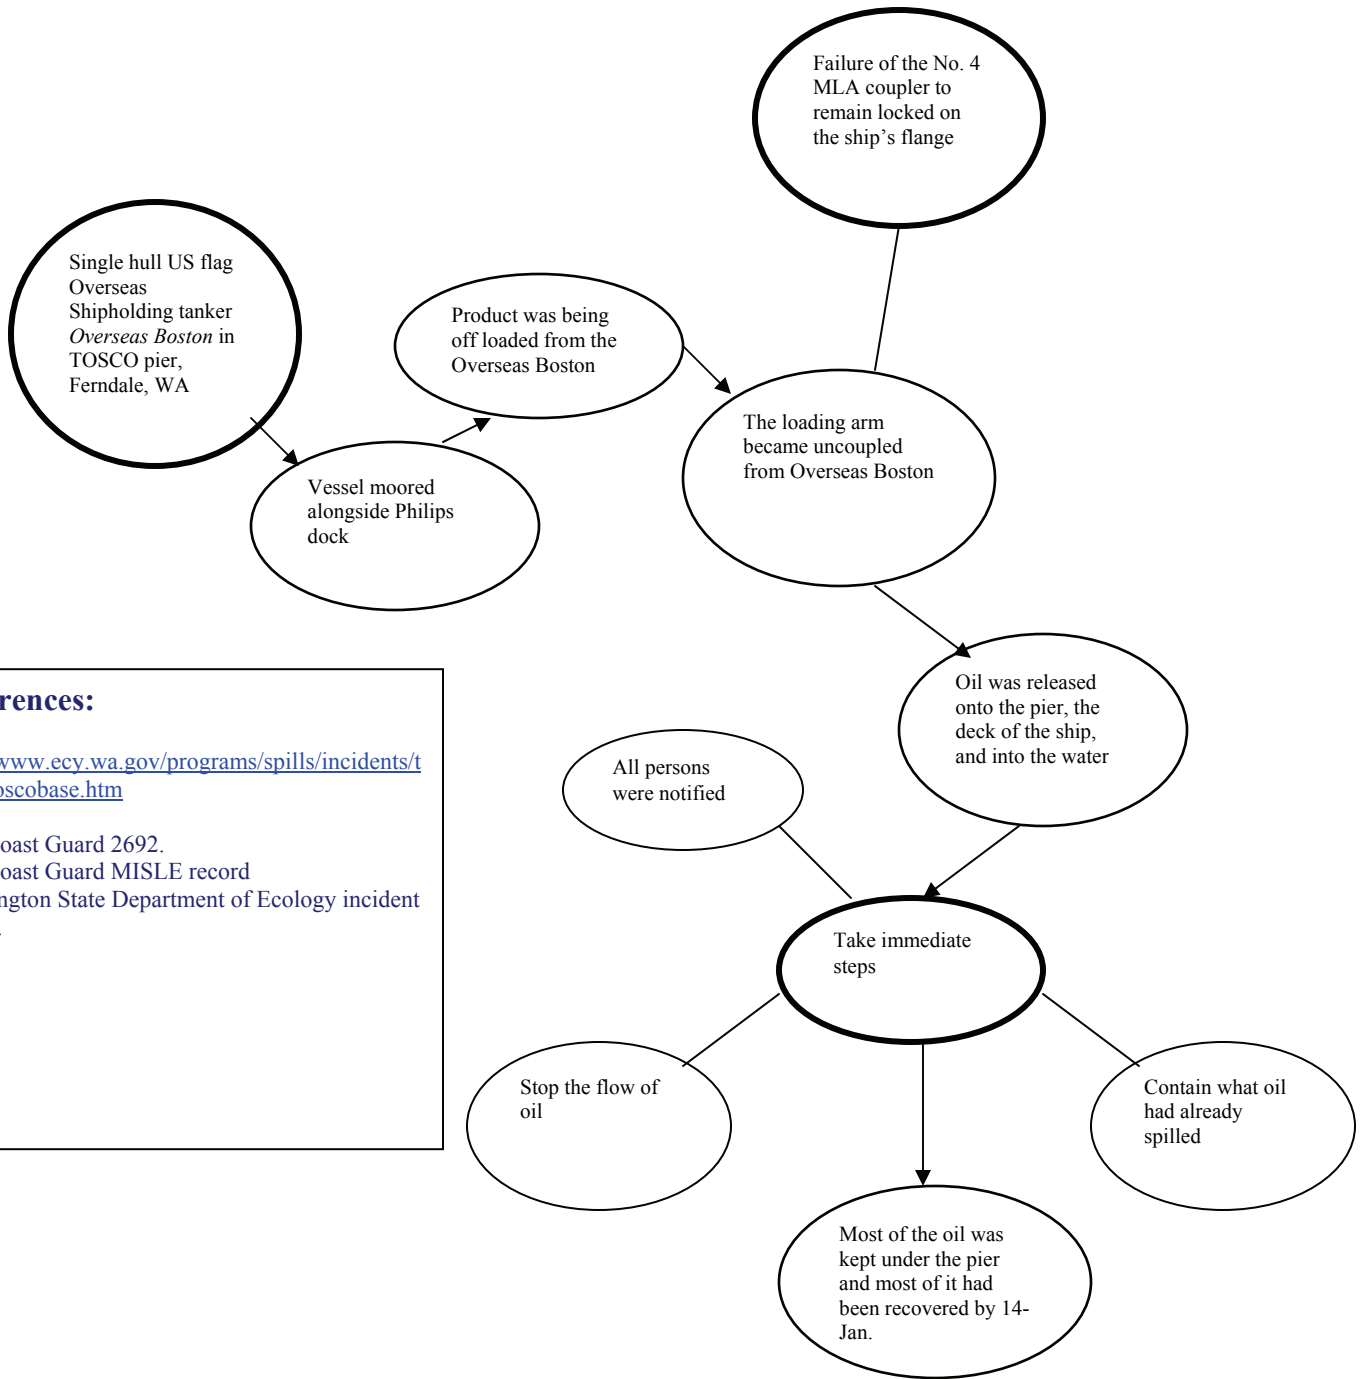 Failure of the No. 4
MLA coupler to
remain locked on
the ship's flange
Single hull US flag
Overseas
Shipholding tanker
Overseas Boston in
TOSCO pier,
Ferndale, WA
Product was being
off loaded from the
Overseas Boston
The loading arm
became uncoupled
from Overseas Boston
Vessel moored
alongside Philips
dock
Oil was released
onto the pier, the
deck of the ship,
and into the water
rences:
www.ecy.wa.gov/programs/spills/incidents/t
oscobase.htm
oast Guard 2692.
oast Guard MISLE record
ngton State Department of Ecology incident
All persons
were notified
Take immediate
steps
Stop the flow of
oil
Contain what oil
had already
spilled
Most of the oil was
kept under the pier
and most of it had
been recovered by 14-
Jan.